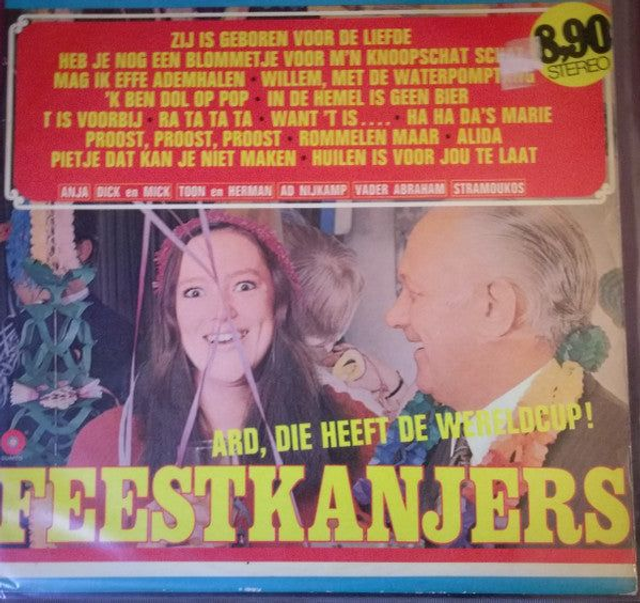 ZIJ IS GEBOREN VOOR DE LIEFDE
HEB JE NOG EEN BLOMMETJE VOOR M'N KNOOPSCHAT
8,90
STEREO
MAG IK EFFE ADEMHALEN · WILLEM, MET DE
'K BEN DOL OP POP · IN DE HEMEL IS GEEN BIER
T IS VOORBIJ · RA TA TA TA · WANT 'T IS.... · HA HA DA'S MARIE
PROOST, PROOST, PROOST · ROMMELEN MAAR · ALIDA
PIETJE DAT KAN JE NIET MAKEN · HUILEN IS VOOR JOU TE LAAT
ANJA DICK en MICK TOON en HERMAN AD NIJKAMP VADER ABRAHAM STRAMOUKOS
ARD, DIE HEEFT DE WERELDCUP!
FEESTKANJERS